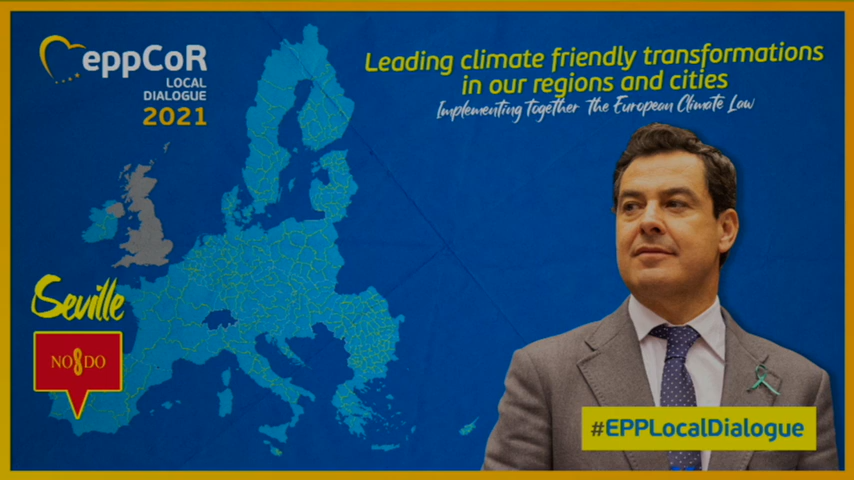 eppCoR
LOCAL
DIALOGUE
2021
Leading climate friendly transformations
in our regions and cities
Implementing together the European Climate Law
Seville
NO8DO
#EPPLocalDialogue